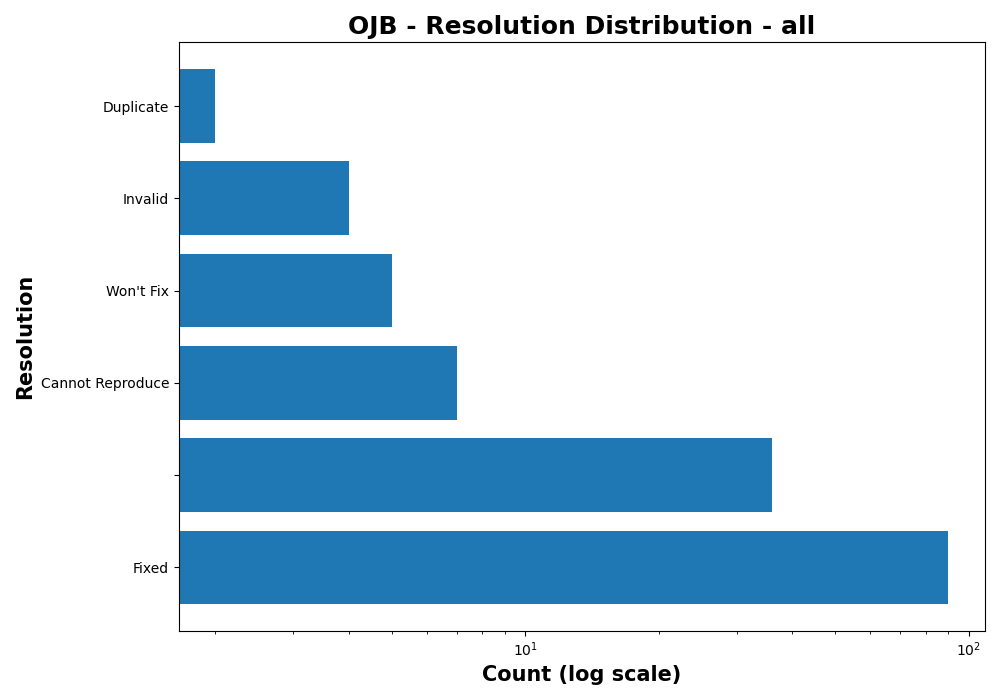 OJB - Resolution Distribution - all
Duplicate
Invalid
Won't Fix
Cannot Reproduce
Fixed
Resolution
10¹
10²
Count (log scale)